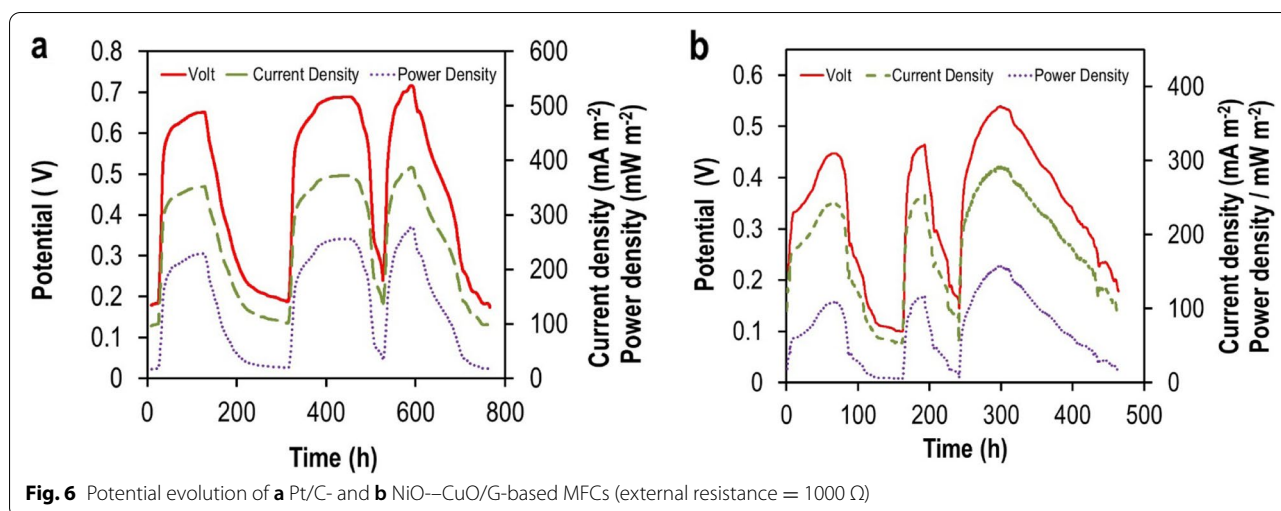 a
0.8
0.7
0.6
0.5
0.4
0.3
0.2
0.1
0
Potential ( V)
Volt Current Density Power Density
600
500
400
300
200
100
0
Current density (mA m-2)
Power density (mW m-2)
0 200 400 600 800
Time (h)
b
0.6
0.5
0.4
0.3
0.2
0.1
0
Potential (V)
Volt Current Density Power Density
400
300
200
100
0
Current density (mA m-2)
Power density / mW m-2)
0 100 200 300 400 500
Time (h)
Fig. 6 Potential evolution of a Pt/C- and b NiO-–CuO/G-based MFCs (external resistance = 1000 Ω)